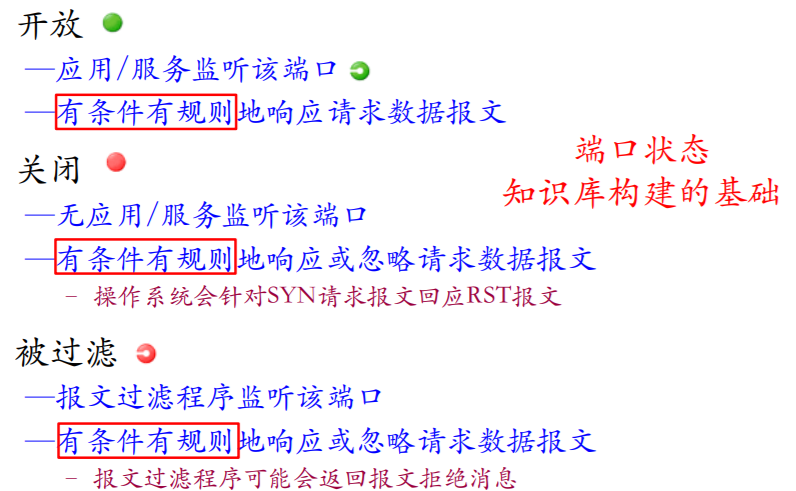 开放
—应用/服务监听该端口
—有条件有规则地响应请求数据报文
端口状态
知识库构建的基础
关闭
—无应用/服务监听该端口
—有条件有规则地响应或忽略请求数据报文
- 操作系统会针对SYN请求报文回应RST报文
被过滤
—报文过滤程序监听该端口
—有条件有规则地响应或忽略请求数据报文
- 报文过滤程序可能会返回报文拒绝消息